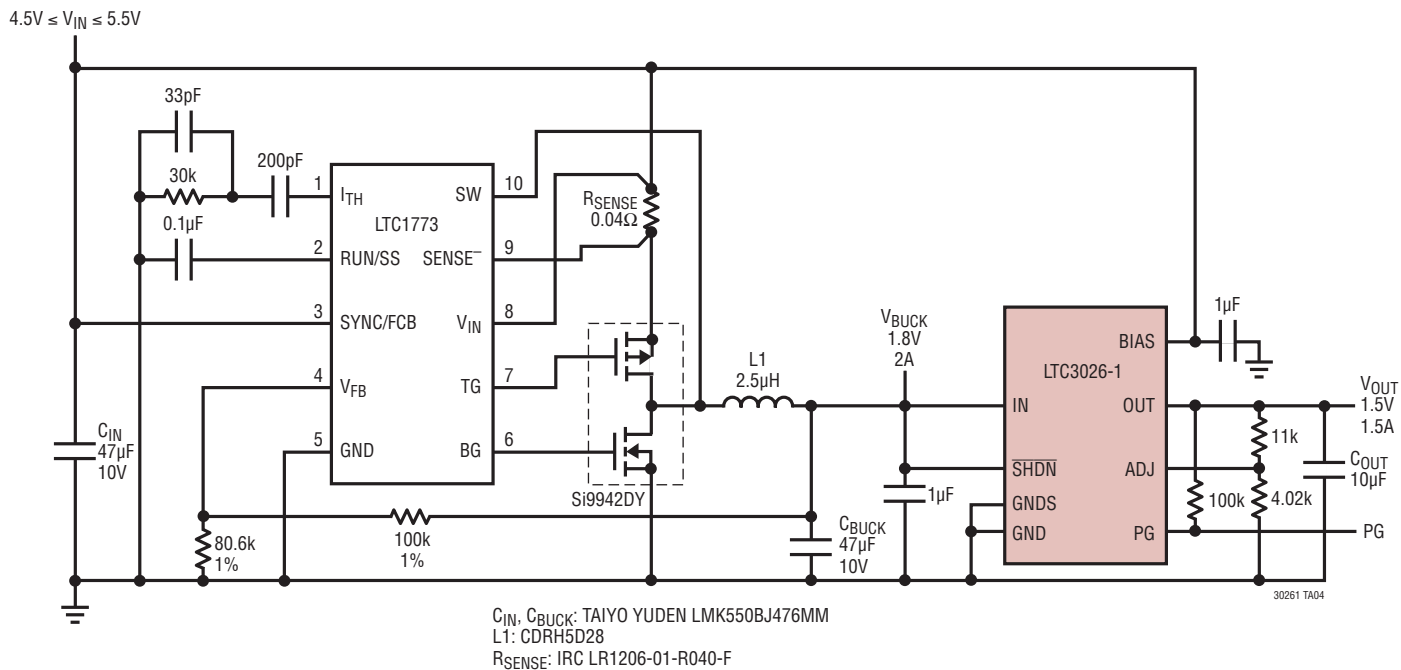 4.5V ≤ VIN ≤ 5.5V
33pF
30k
200pF
0.1µF
1
ITH
SW
10
LTC1773
2
RUN/SS
SENSE–
9
3
SYNC/FCB
VIN
8
TG
7
4
VFB
5
GND
BG
6
RSENSE
0.04Ω
CIN
47µF
10V
80.6k
1%
100k
1%
Si9942DY
L1
2.5µH
VBUCK
1.8V
2A
CBUCK
47µF
10V
1µF
BIAS
LTC3026-1
IN
OUT
SHDN
ADJ
GNDS
GND
PG
1µF
VOUT
1.5V
1.5A
11k
100k
4.02k
COUT
10µF
PG
30261 TA04
CIN, CBUCK: TAIYO YUDEN LMK550BJ476MM
L1: CDRH5D28
RSENSE: IRC LR1206-01-R040-F